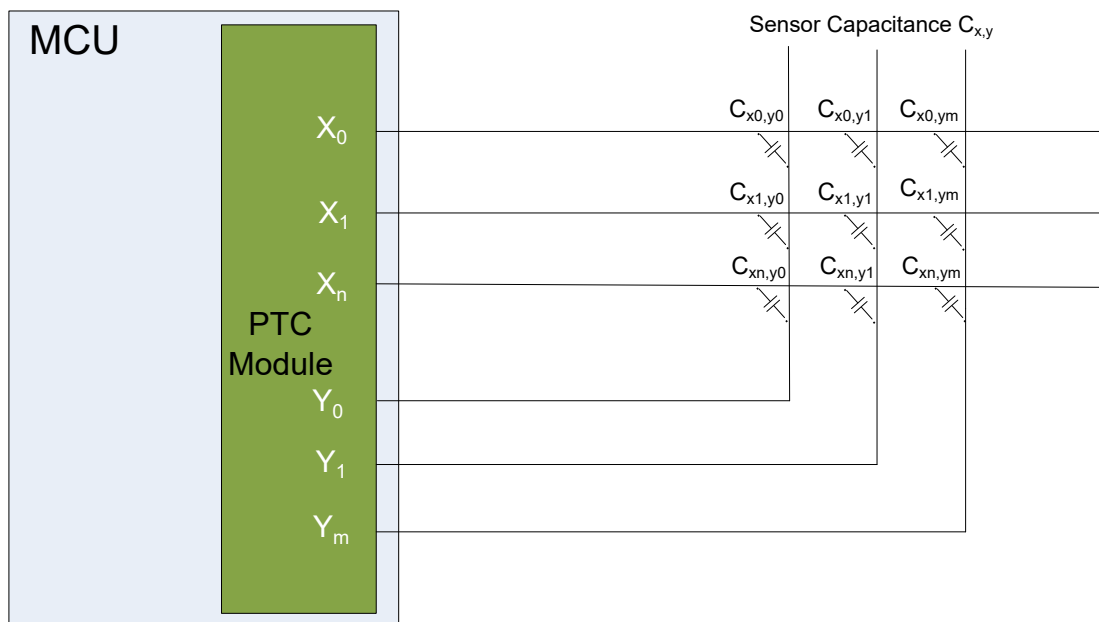 MCU
Sensor Capacitance Cx,y
X0
Cx0,y0 Cx0,y1 Cx0,ym
X1
Cx1,y0 Cx1,y1 Cx1,ym
Xn
Cxn,y0 Cxn,y1 Cxn,ym
PTC
Module
Y0
Y1
Ym